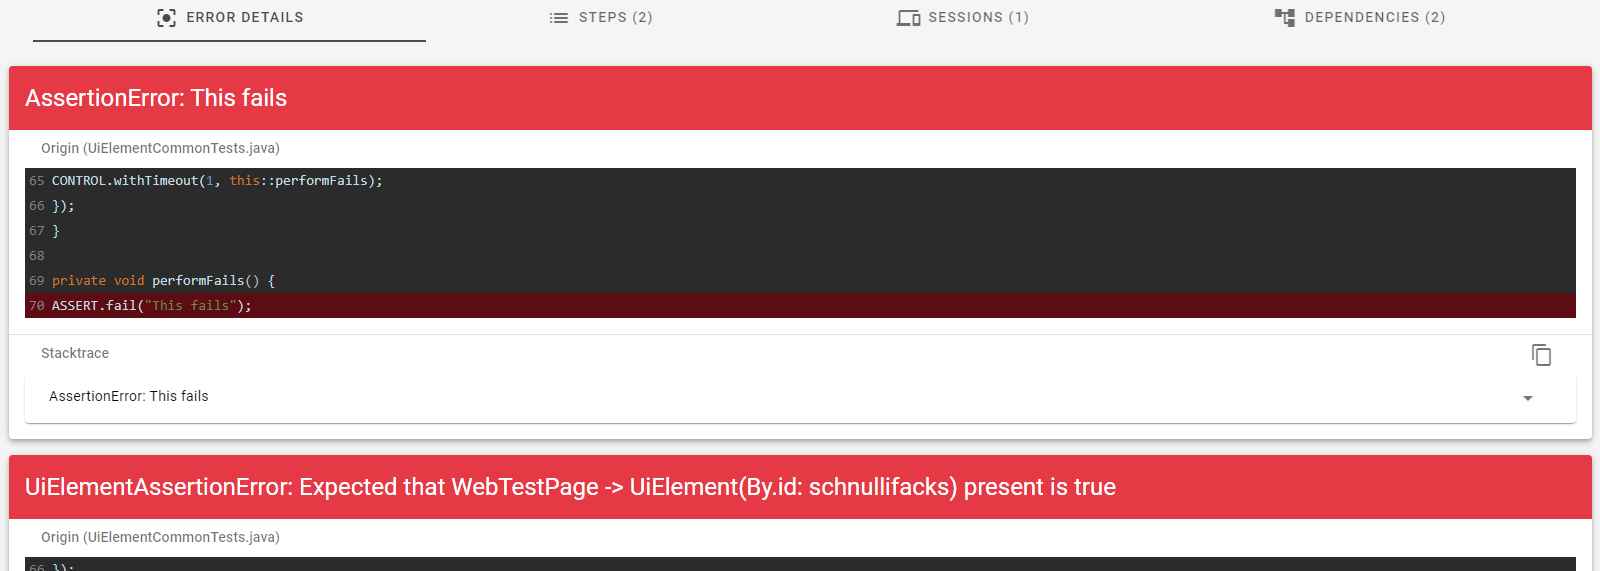 ERROR DETAILS STEPS (2) SESSIONS (1) DEPENDENCIES (2)
AssertionError: This fails
Origin (UiElementCommonTests.java)
65 CONTROL.withTimeout(1, this::performFails);
66 });
67 }
68
69 private void performFails() {
70 ASSERT.fail("This fails");
Stacktrace
AssertionError: This fails
UiElementAssertionError: Expected that WebTestPage -> UiElement(By.id: schnullifacks) present is true
Origin (UiElementCommonTests.java)
66 });